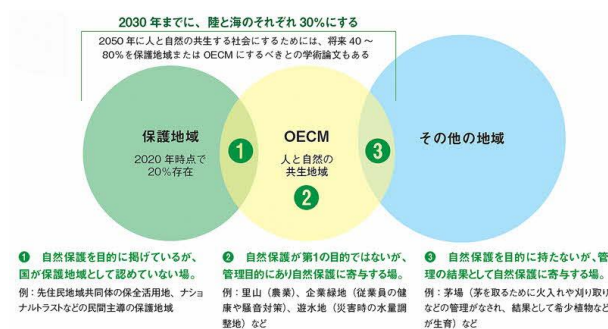 2030 年までに、陸と海のそれぞれ 30%にする
2050 年に人と自然の共生する社会にするためには、将来 40～
80%を保護地域または OECM にするべきとの学術論文もある
保護地域
2020 年時点で
20%存在
1
OECM
人と自然の
共生地域
2
3
その他の地域
❶ 自然保護を目的に掲げているが、
国が保護地域として認めていない場。
例：先住民地域共同体の保全活用地、ナショ
ナルトラストなどの民間主導の保護地域
❷ 自然保護が第1の目的ではないが、
管理目的にあり自然保護に寄与する場。
例：里山（農業）、企業緑地（従業員の健
康や騒音対策）、遊水地（災害時の水量調
整地）など
❸ 自然保護を目的に持たないが、管
理の結果として自然保護に寄与する場。
例：茅場（茅を取るために火入れや刈り取り
などの管理がなされ、結果として希少植物など
が生育）など